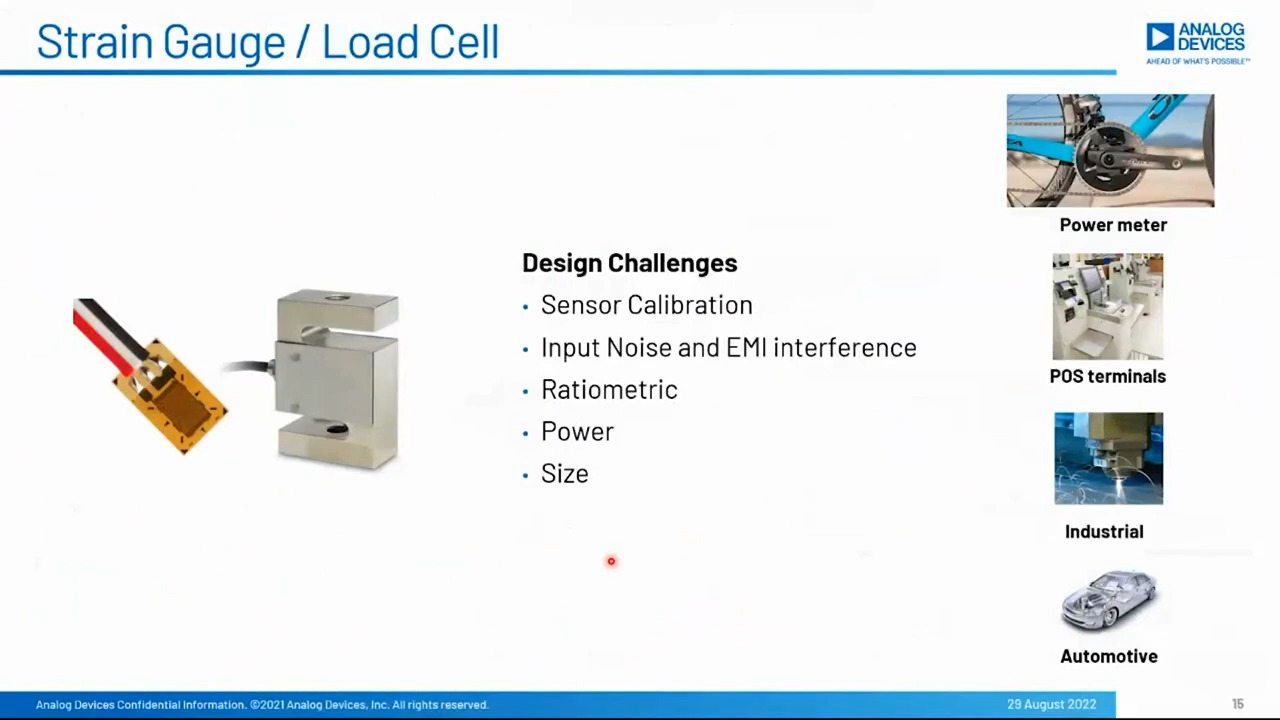 Strain Gauge / Load Cell
ANALOG
DEVICES
AHEAD OF WHAT'S POSSIBLE™
Design Challenges
• Sensor Calibration
• Input Noise and EMI interference
• Ratiometric
• Power
• Size
Power meter
POS terminals
Industrial
Automotive
Analog Devices Confidential Information. ©2021 Analog Devices, Inc. All rights reserved.
29 August 2022
15